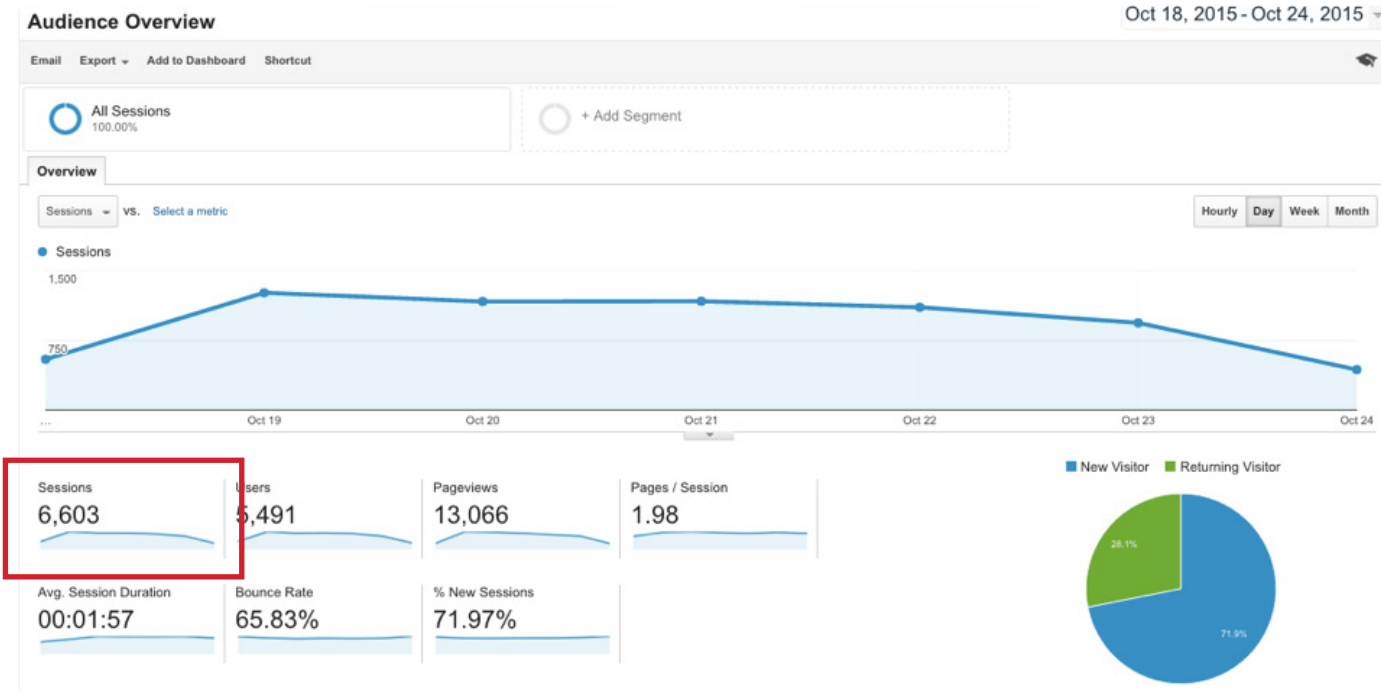 Audience Overview
Oct 18, 2015 - Oct 24, 2015
Email Export Add to Dashboard Shortcut
All Sessions
100.00%
+ Add Segment
Overview
Sessions vs. Select a metric
Hourly Day Week Month
Sessions
1,500
750
... Oct 19 Oct 20 Oct 21 Oct 22 Oct 23 Oct 24
New Visitor Returning Visitor
Sessions Users Pageviews Pages / Session
6,603 5,491 13,066 1.98
28.1%
Avg. Session Duration Bounce Rate % New Sessions
00:01:57 65.83% 71.97%
71.9%